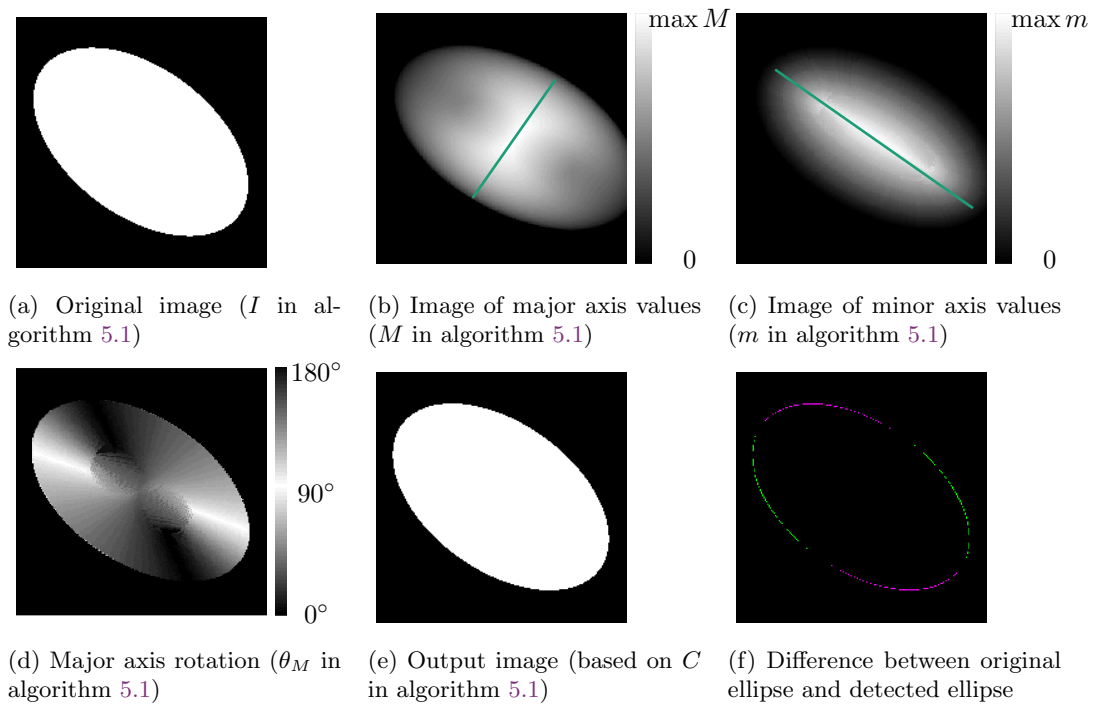 max M
0
max m
0
(a) Original image (I in al-
gorithm 5.1)
(b) Image of major axis values
(M in algorithm 5.1)
(c) Image of minor axis values
(m in algorithm 5.1)
180°
90°
0°
(d) Major axis rotation (θM in
algorithm 5.1)
(e) Output image (based on C
in algorithm 5.1)
(f) Difference between original
ellipse and detected ellipse